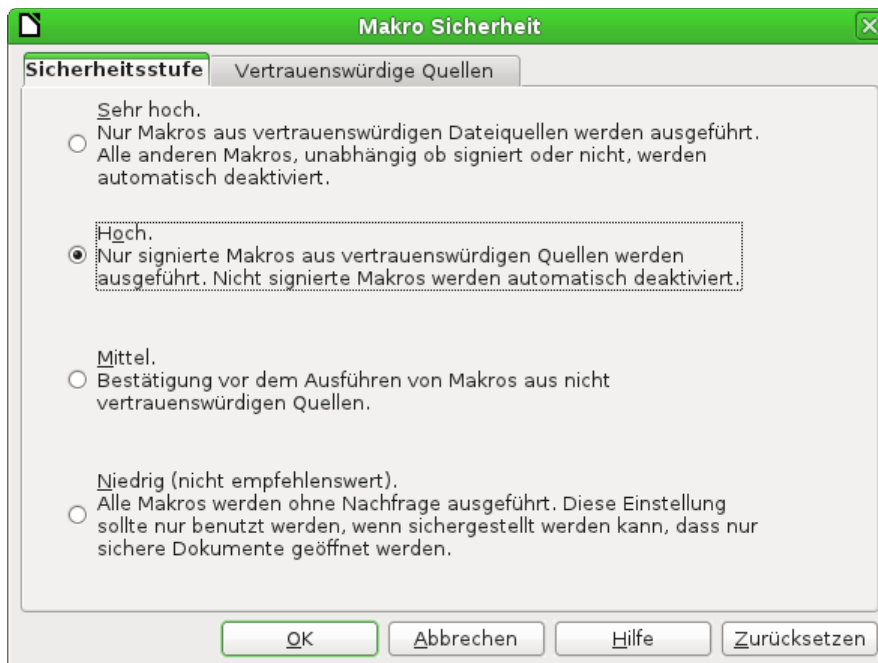 Makro Sicherheit
Sicherheitsstufe
Vertrauenswürdige Quellen
Sehr hoch.
Nur Makros aus vertrauenswürdigen Dateiquellen werden ausgeführt.
Alle anderen Makros, unabhängig ob signiert oder nicht, werden
automatisch deaktiviert.
Hoch.
Nur signierte Makros aus vertrauenswürdigen Quellen werden
ausgeführt. Nicht signierte Makros werden automatisch deaktiviert.
Mittel.
Bestätigung vor dem Ausführen von Makros aus nicht
vertrauenswürdigen Quellen.
Niedrig (nicht empfehlenswert).
Alle Makros werden ohne Nachfrage ausgeführt. Diese Einstellung
sollte nur benutzt werden, wenn sichergestellt werden kann, dass nur
sichere Dokumente geöffnet werden.
OK
Abbrechen
Hilfe
Zurücksetzen